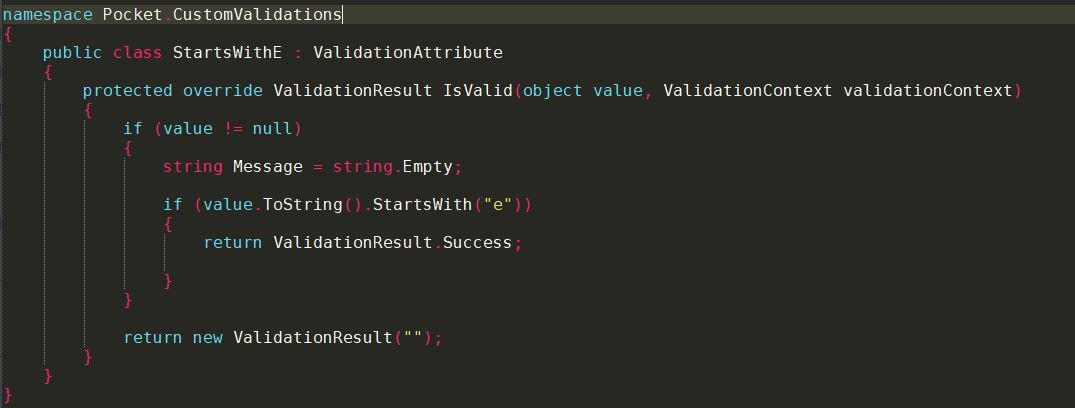 namespace Pocket.CustomValidations
{
    public class StartsWithE : ValidationAttribute
    {
        protected override ValidationResult IsValid(object value, ValidationContext validationContext)
        {
            if (value != null)
            {
                string Message = string.Empty;
                if (value.ToString().StartsWith("e"))
                {
                    return ValidationResult.Success;
                }
            }
            return new ValidationResult("");
        }
    }
}